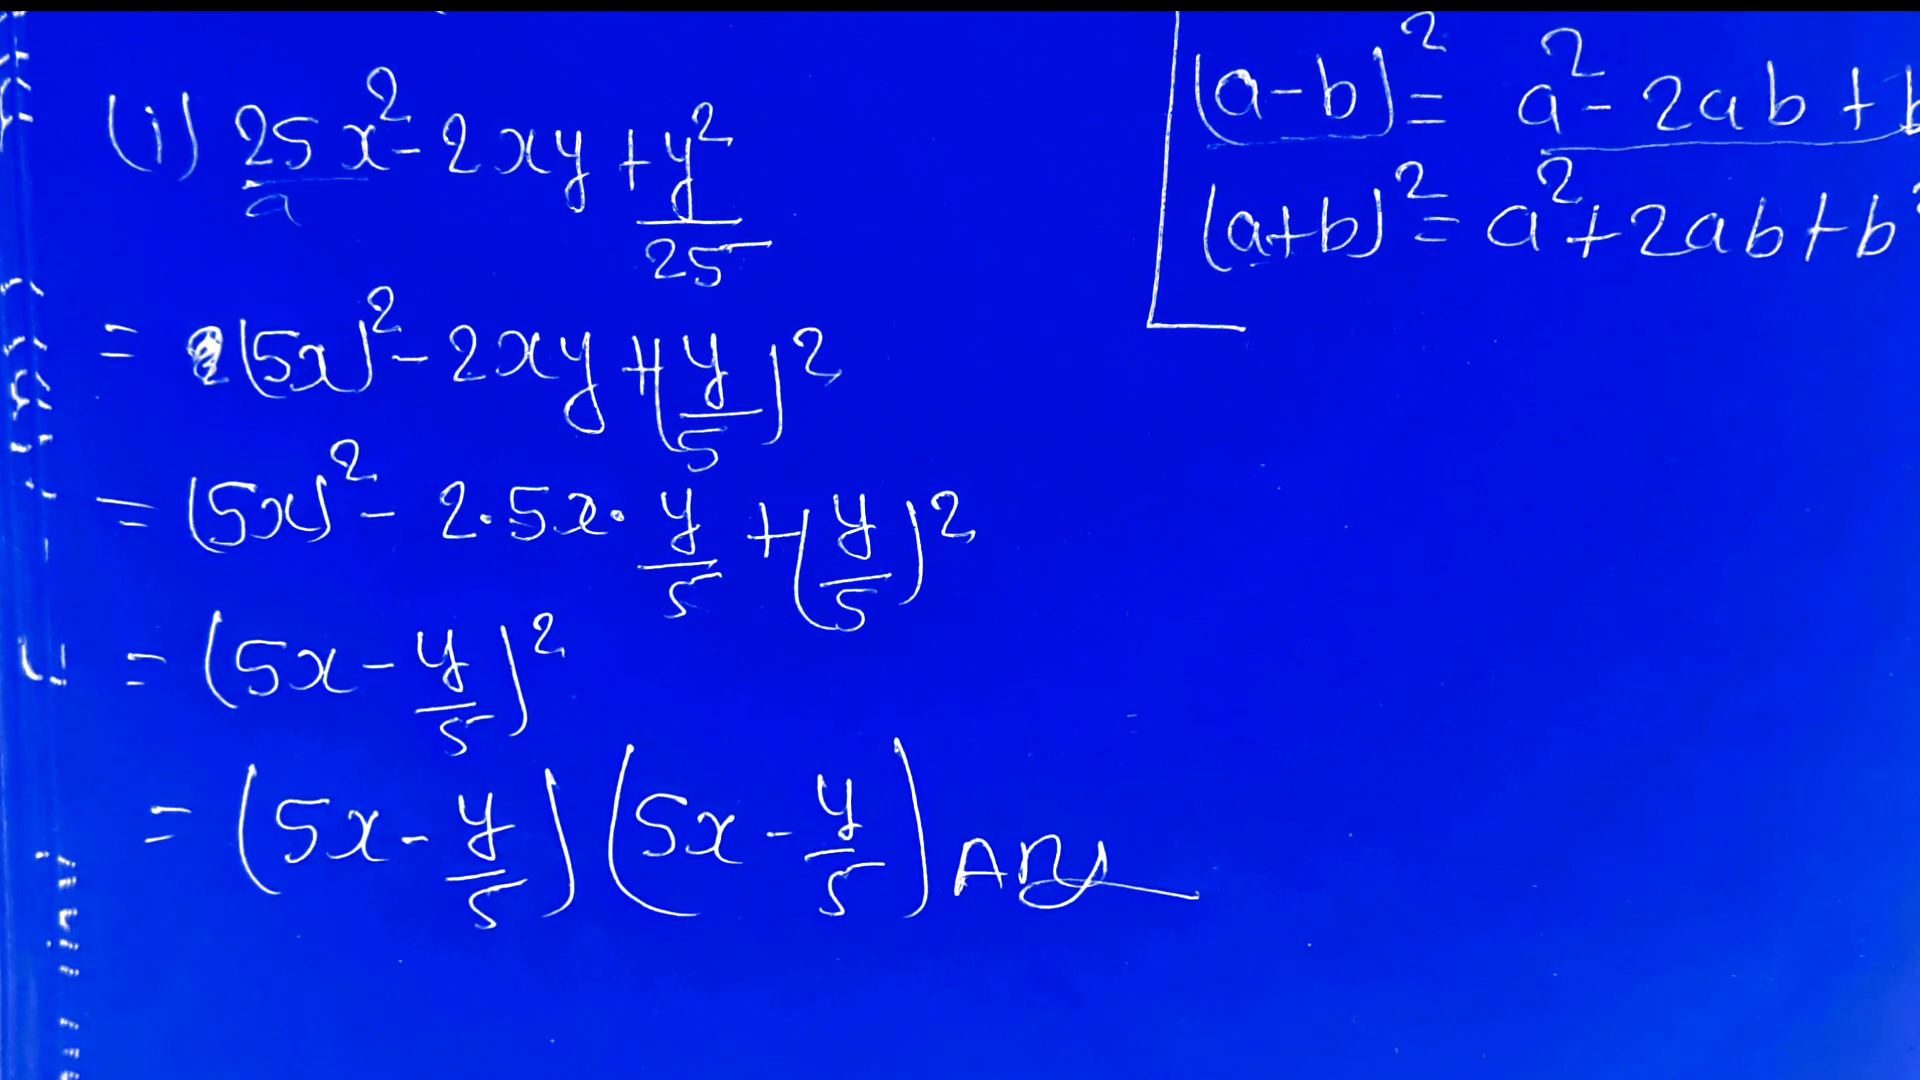 (i) 25x² - 2xy + y²/25
a
= (5x)² - 2xy + (y/5)²
= (5x)² - 2·5x·y/5 + (y/5)²
= (5x - y/5)²
= (5x - y/5)(5x - y/5) Ans
(a-b)² = a² - 2ab + b
(a+b)² = a² + 2ab + b²